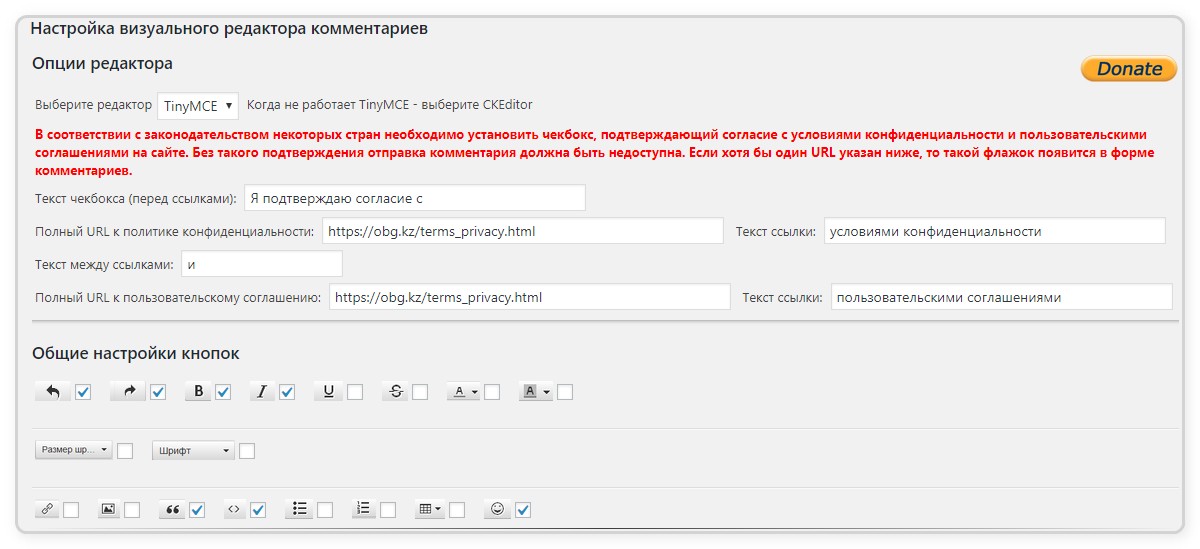 Настройка визуального редактора комментариев
Опции редактора
Donate
Выберите редактор TinyMCE Когда не работает TinyMCE - выберите CKEditor
В соответствии с законодательством некоторых стран необходимо установить чекбокс, подтверждающий согласие с условиями конфиденциальности и пользовательскими
соглашениями на сайте. Без такого подтверждения отправка комментария должна быть недоступна. Если хотя бы один URL указан ниже, то такой флажок появится в форме
комментариев.
Текст чекбокса (перед ссылками): Я подтверждаю согласие с
Полный URL к политике конфиденциальности: https://obg.kz/terms_privacy.html Текст ссылки: условиями конфиденциальности
Текст между ссылками: и
Полный URL к пользовательскому соглашению: https://obg.kz/terms_privacy.html Текст ссылки: пользовательскими соглашениями
Общие настройки кнопок
B I U S A A
Размер шр... Шрифт